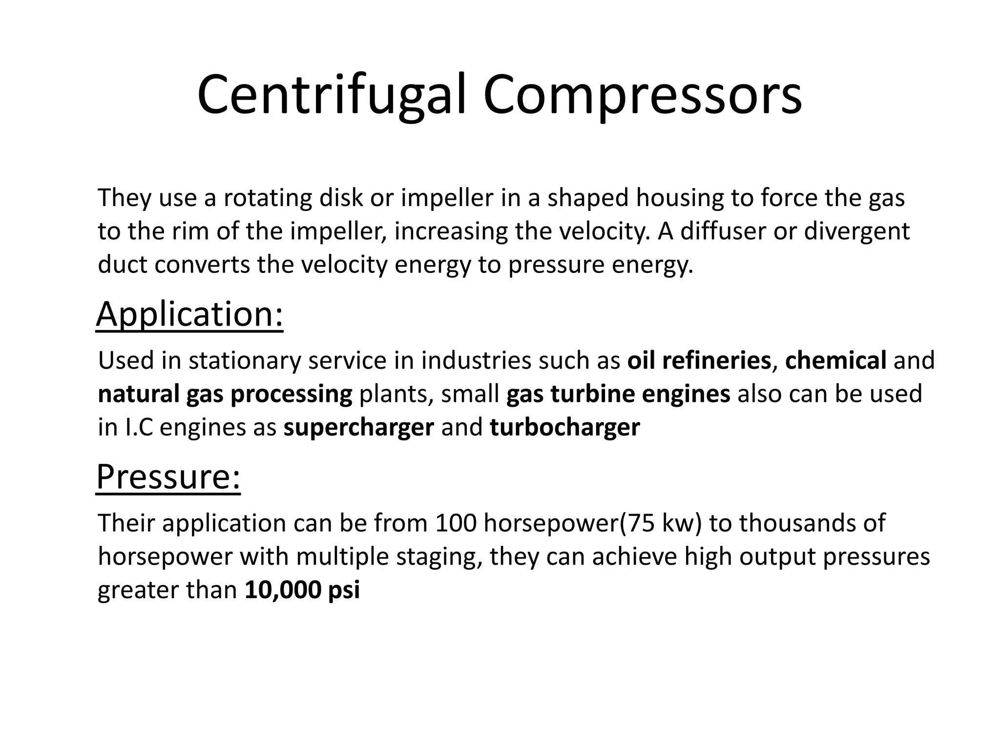 Centrifugal Compressors
They use a rotating disk or impeller in a shaped housing to force the gas
to the rim of the impeller, increasing the velocity. A diffuser or divergent
duct converts the velocity energy to pressure energy.
Application:
Used in stationary service in industries such as oil refineries, chemical and
natural gas processing plants, small gas turbine engines also can be used
in I.C engines as supercharger and turbocharger
Pressure:
Their application can be from 100 horsepower(75 kw) to thousands of
horsepower with multiple staging, they can achieve high output pressures
greater than 10,000 psi